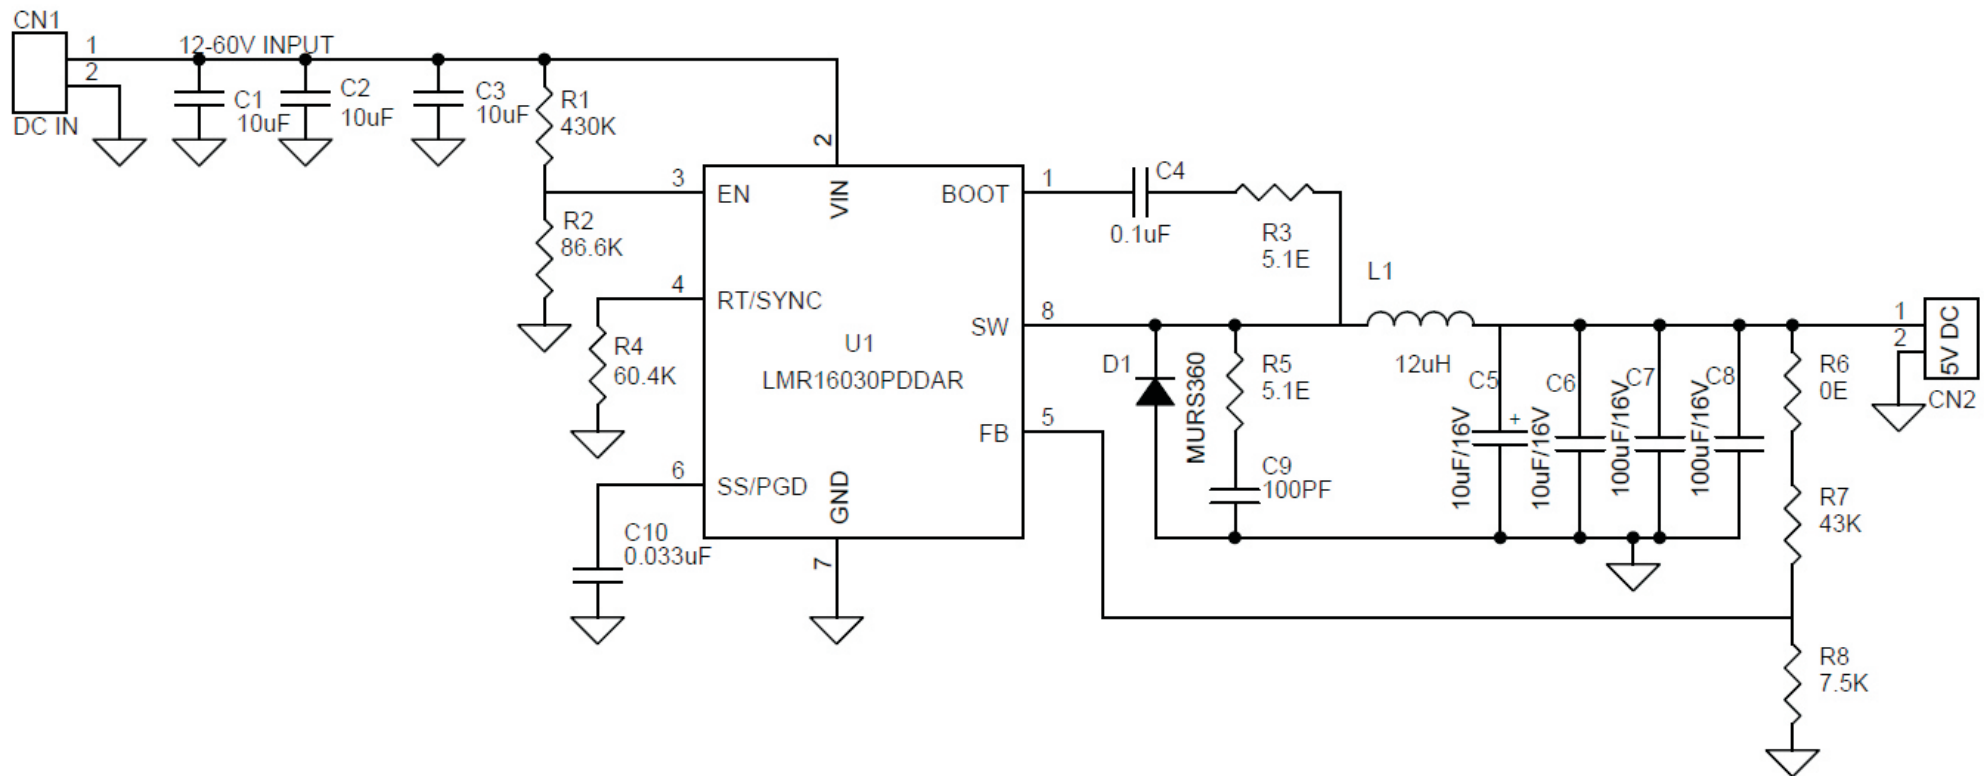 CN1
1
2
DC IN
12-60V INPUT
C1
10uF
C2
10uF
C3
10uF
R1
430K
2
3
EN
VIN
BOOT
1
C4
0.1uF
R3
5.1E
R2
86.6K
4
RT/SYNC
R4
60.4K
U1
LMR16030PDDAR
SW
8
L1
12uH
D1
MURS360
R5
5.1E
FB
5
C9
100PF
C5
+
10uF/16V
C6
10uF/16V
C7
100uF/16V
C8
100uF/16V
R6
0E
1
2
5V DC
CN2
6
SS/PGD
GND
7
C10
0.033uF
R7
43K
R8
7.5K